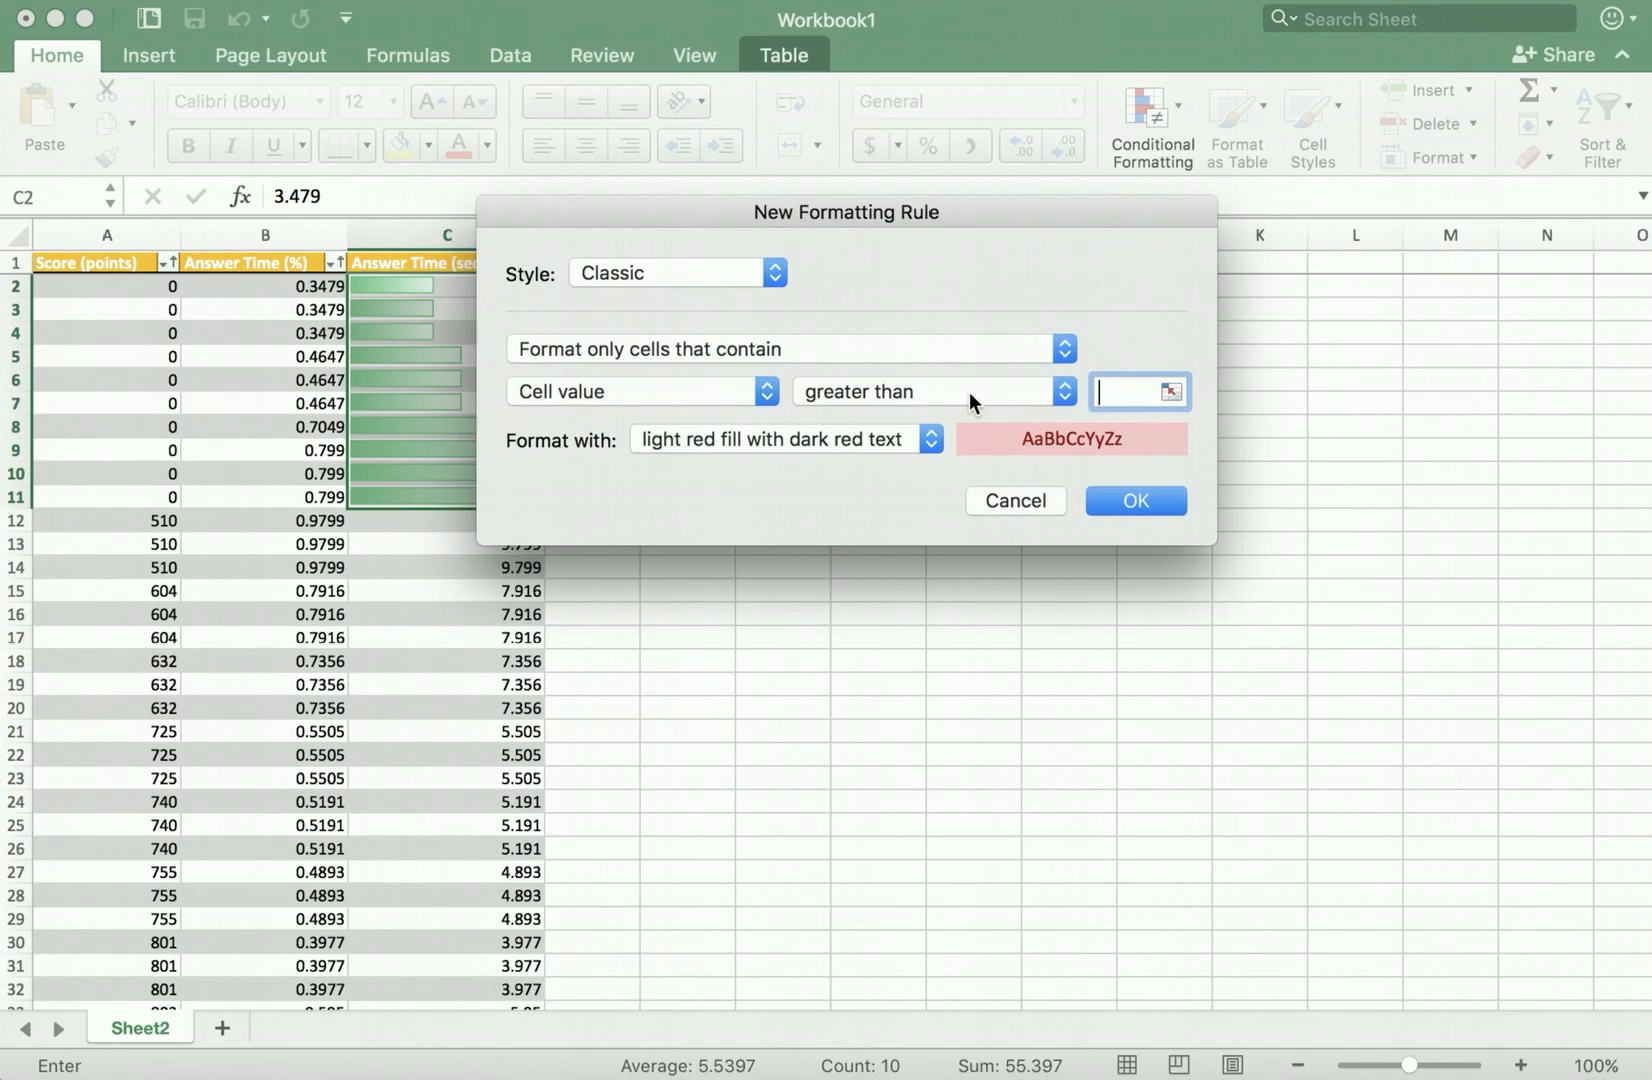 Workbook1
Search Sheet
Home Insert Page Layout Formulas Data Review View Table
Share
Paste
Calibri (Body) 12
A A
B I U A
General
$ % )
.0 .00
.00 .0
Conditional Formatting
Format as Table
Cell Styles
Insert
Delete
Format
Σ
A Z
Sort & Filter
C2 fx 3.479
New Formatting Rule
Style: Classic
Format only cells that contain
Cell value greater than
Format with: light red fill with dark red text AaBbCcYyZz
Cancel OK
A B C K L M N O
1 Score (points) Answer Time (%) Answer Time (sec
2 0 0.3479
3 0 0.3479
4 0 0.3479
5 0 0.4647
6 0 0.4647
7 0 0.4647
8 0 0.7049
9 0 0.799
10 0 0.799
11 0 0.799
12 510 0.9799
13 510 0.9799
14 510 0.9799 9.799
15 604 0.7916 7.916
16 604 0.7916 7.916
17 604 0.7916 7.916
18 632 0.7356 7.356
19 632 0.7356 7.356
20 632 0.7356 7.356
21 725 0.5505 5.505
22 725 0.5505 5.505
23 725 0.5505 5.505
24 740 0.5191 5.191
25 740 0.5191 5.191
26 740 0.5191 5.191
27 755 0.4893 4.893
28 755 0.4893 4.893
29 755 0.4893 4.893
30 801 0.3977 3.977
31 801 0.3977 3.977
32 801 0.3977 3.977
Sheet2 +
Enter Average: 5.5397 Count: 10 Sum: 55.397 − + 100%